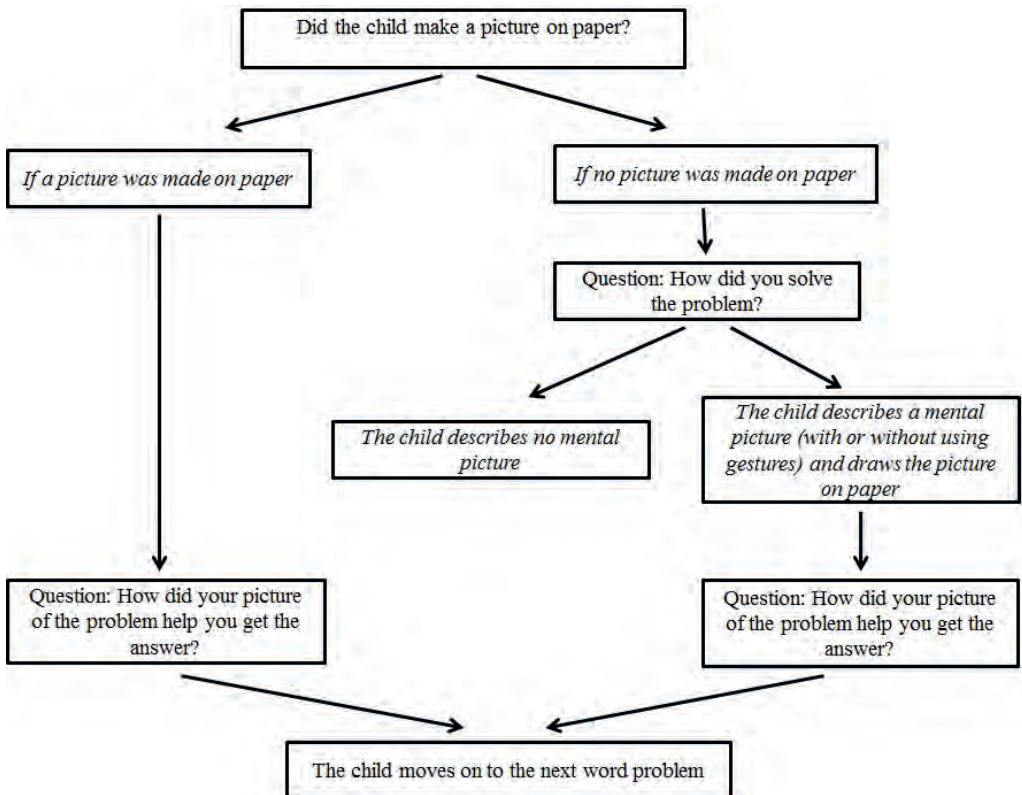 Did the child make a picture on paper?
If a picture was made on paper
If no picture was made on paper
Question: How did you solve
the problem?
The child describes no mental
picture
The child describes a mental
picture (with or without using
gestures) and draws the picture
on paper
Question: How did your picture
of the problem help you get the
answer?
Question: How did your picture
of the problem help you get the
answer?
The child moves on to the next word problem